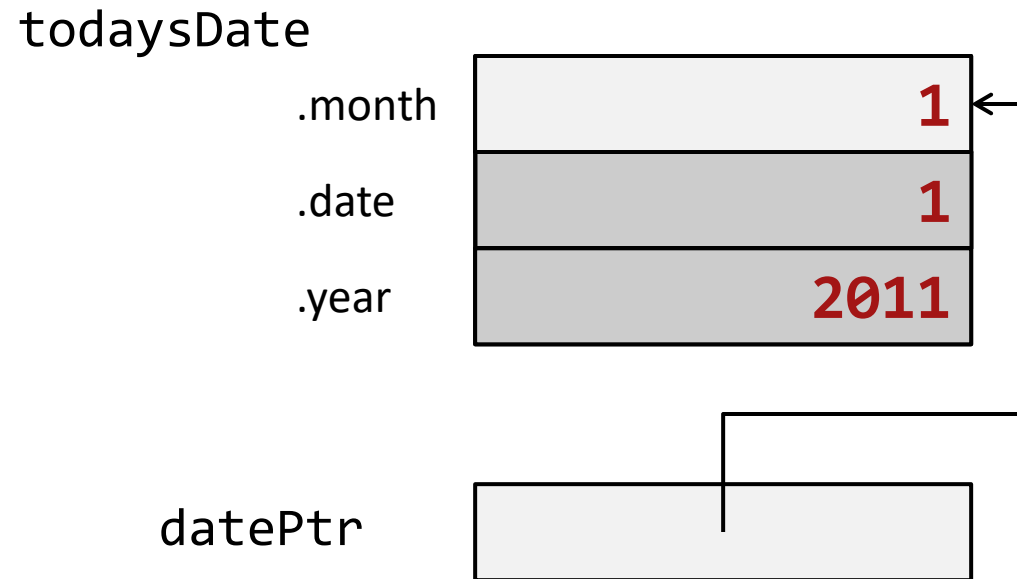 todaysDate
.month 1
.date 1
.year 2011
datePtr